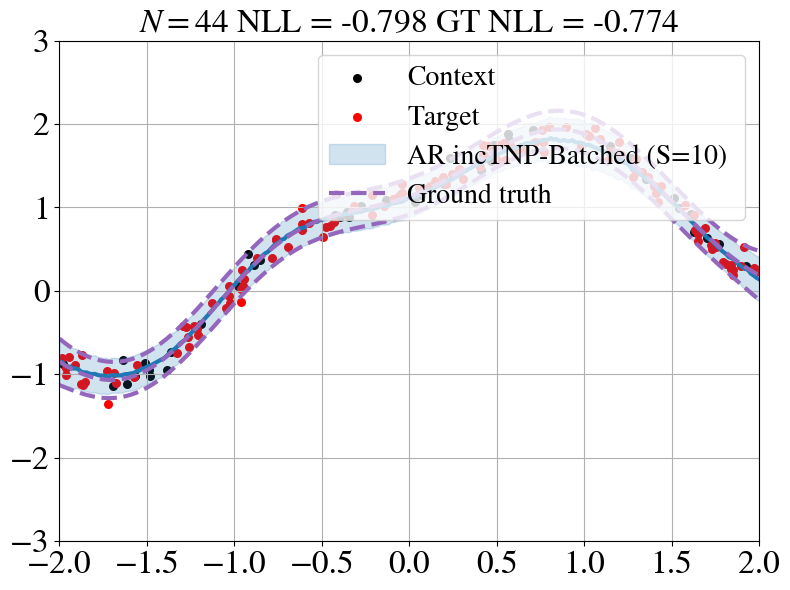 N = 44 NLL = -0.798 GT NLL = -0.774
3
2
1
0
−1
−2
−3
Context
Target
AR incTNP-Batched (S=10)
Ground truth
−2.0 −1.5 −1.0 −0.5 0.0 0.5 1.0 1.5 2.0